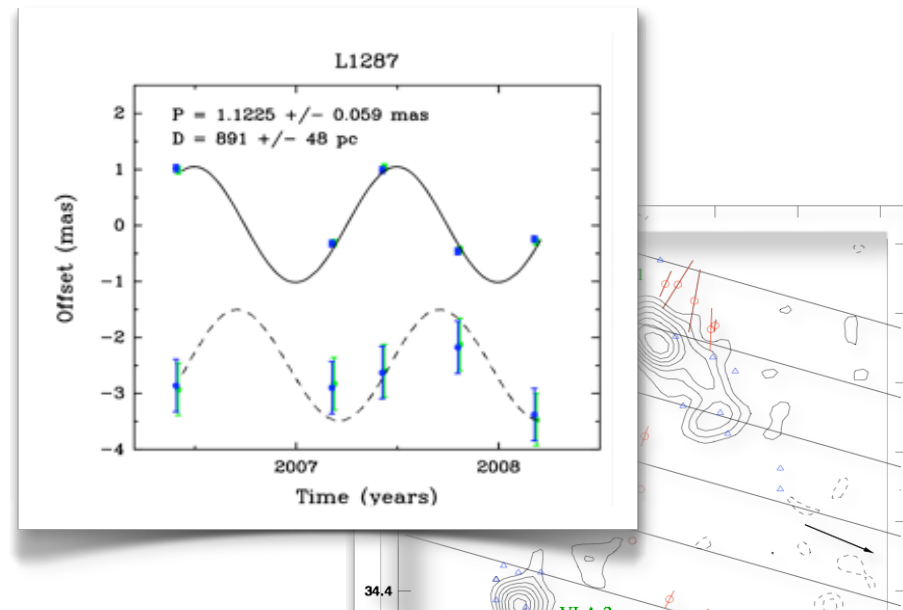 L1287
P = 1.1225 +/- 0.059 mas
D = 891 +/- 48 pc
2
1
0
-1
-2
-3
-4
Offset (mas)
2007
2008
Time (years)
34.4